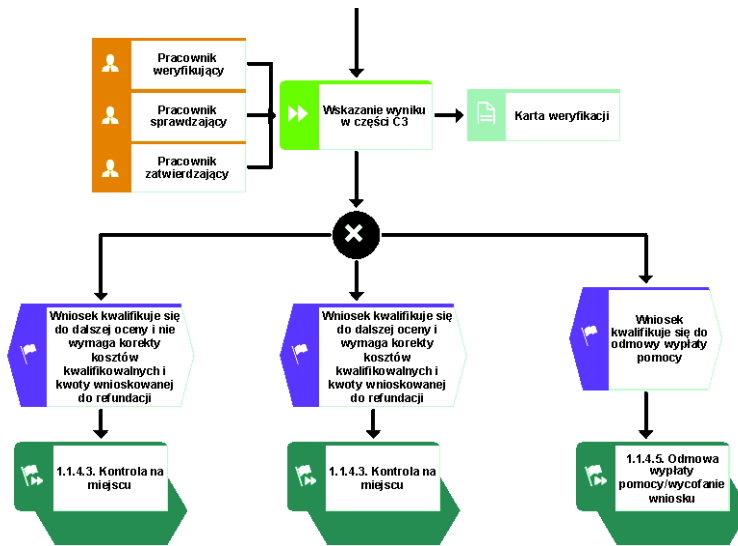 Pracownik
weryfikujący
Pracownik
sprawdzający
Pracownik
zatwierdzający
Wskazanie wyniku
w części C3
Karta weryfikacji
Wniosek kwalifikuje się
do dalszej oceny i nie
wymaga korekty
kosztów
kwalifikowalnych i
kwoty wnioskowanej
do refundacji
Wniosek kwalifikuje się
do dalszej oceny i
wymaga korekty
kosztów
kwalifikowalnych i
kwoty wnioskowanej
do refundacji
Wniosek
kwalifikuje się do
odmowy wypłaty
pomocy
1.1.4.3. Kontrola na
miejscu
1.1.4.3. Kontrola na
miejscu
1.1.4.5. Odmowa
wypłaty
pomocy/wycofanie
wniosku